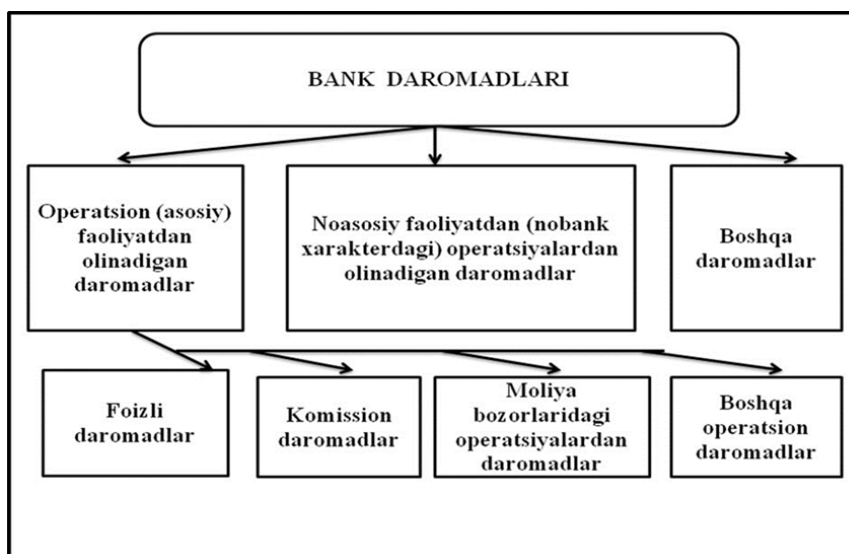 BANK DAROMADLARI
Operatsion (asosiy)
faoliyatdan
olinadigan
daromadlar
Noasosiy faoliyatdan (nobank
xarakterdagi) operatsiyalardan
olinadigan daromadlar
Boshqa
daromadlar
Foizli
daromadlar
Komission
daromadlar
Moliya
bozorlaridagi
operatsiyalardan
daromadlar
Boshqa
operatsion
daromadlar